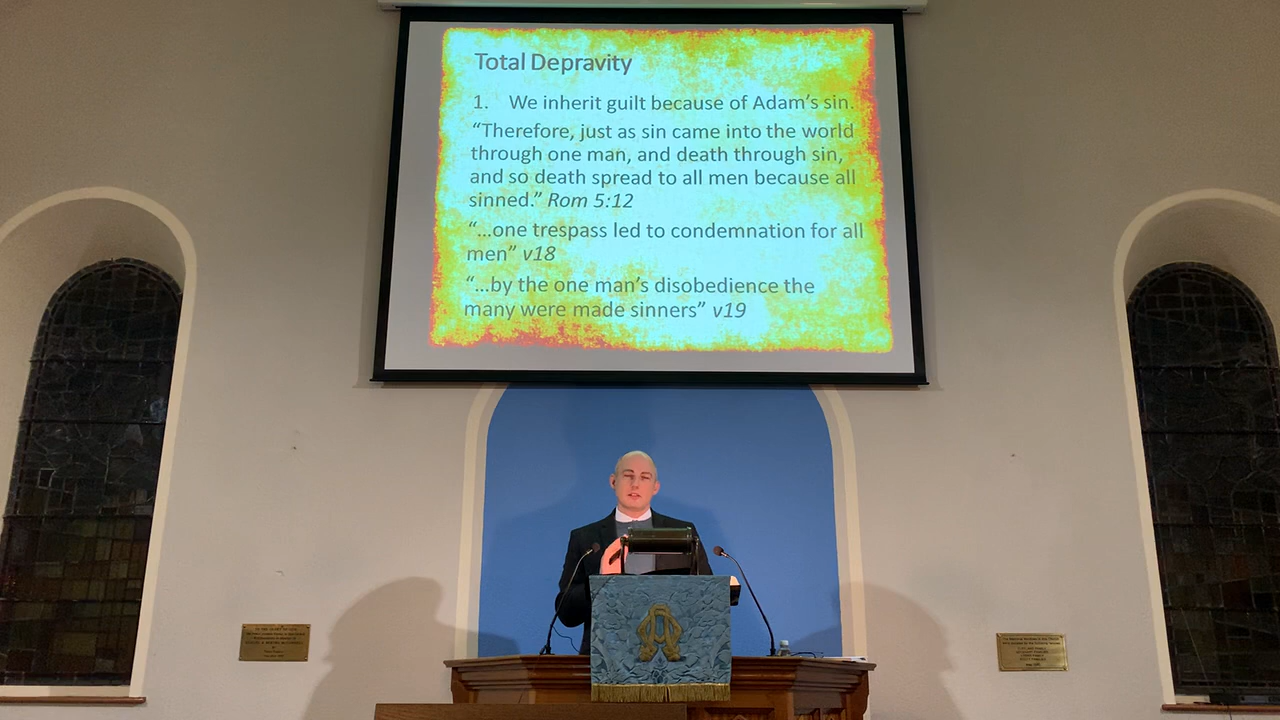 Total Depravity
1. We inherit guilt because of Adam's sin.
“Therefore, just as sin came into the world
through one man, and death through sin,
and so death spread to all men because all
sinned.” Rom 5:12
“...one trespass led to condemnation for all
men” v18
“...by the one man's disobedience the
many were made sinners” v19